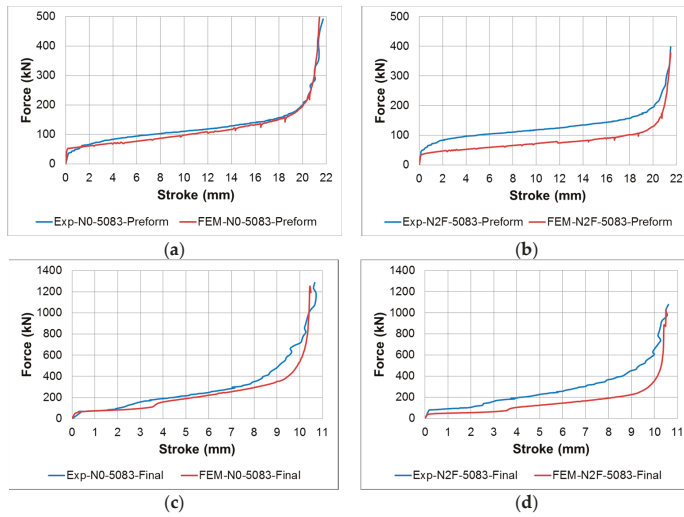 500
400
300
200
100
0
Force (kN)
0 2 4 6 8 10 12 14 16 18 20 22
Stroke (mm)
Exp-N0-5083-Preform FEM-N0-5083-Preform
(a)
500
400
300
200
100
0
Force (kN)
0 2 4 6 8 10 12 14 16 18 20 22
Stroke (mm)
Exp-N2F-5083-Preform FEM-N2F-5083-Preform
(b)
1400
1200
1000
800
600
400
200
0
Force (kN)
0 1 2 3 4 5 6 7 8 9 10 11
Stroke (mm)
Exp-N0-5083-Final FEM-N0-5083-Final
(c)
1400
1200
1000
800
600
400
200
0
Force (kN)
0 1 2 3 4 5 6 7 8 9 10 11
Stroke (mm)
Exp-N2F-5083-Final FEM-N2F-5083-Final
(d)